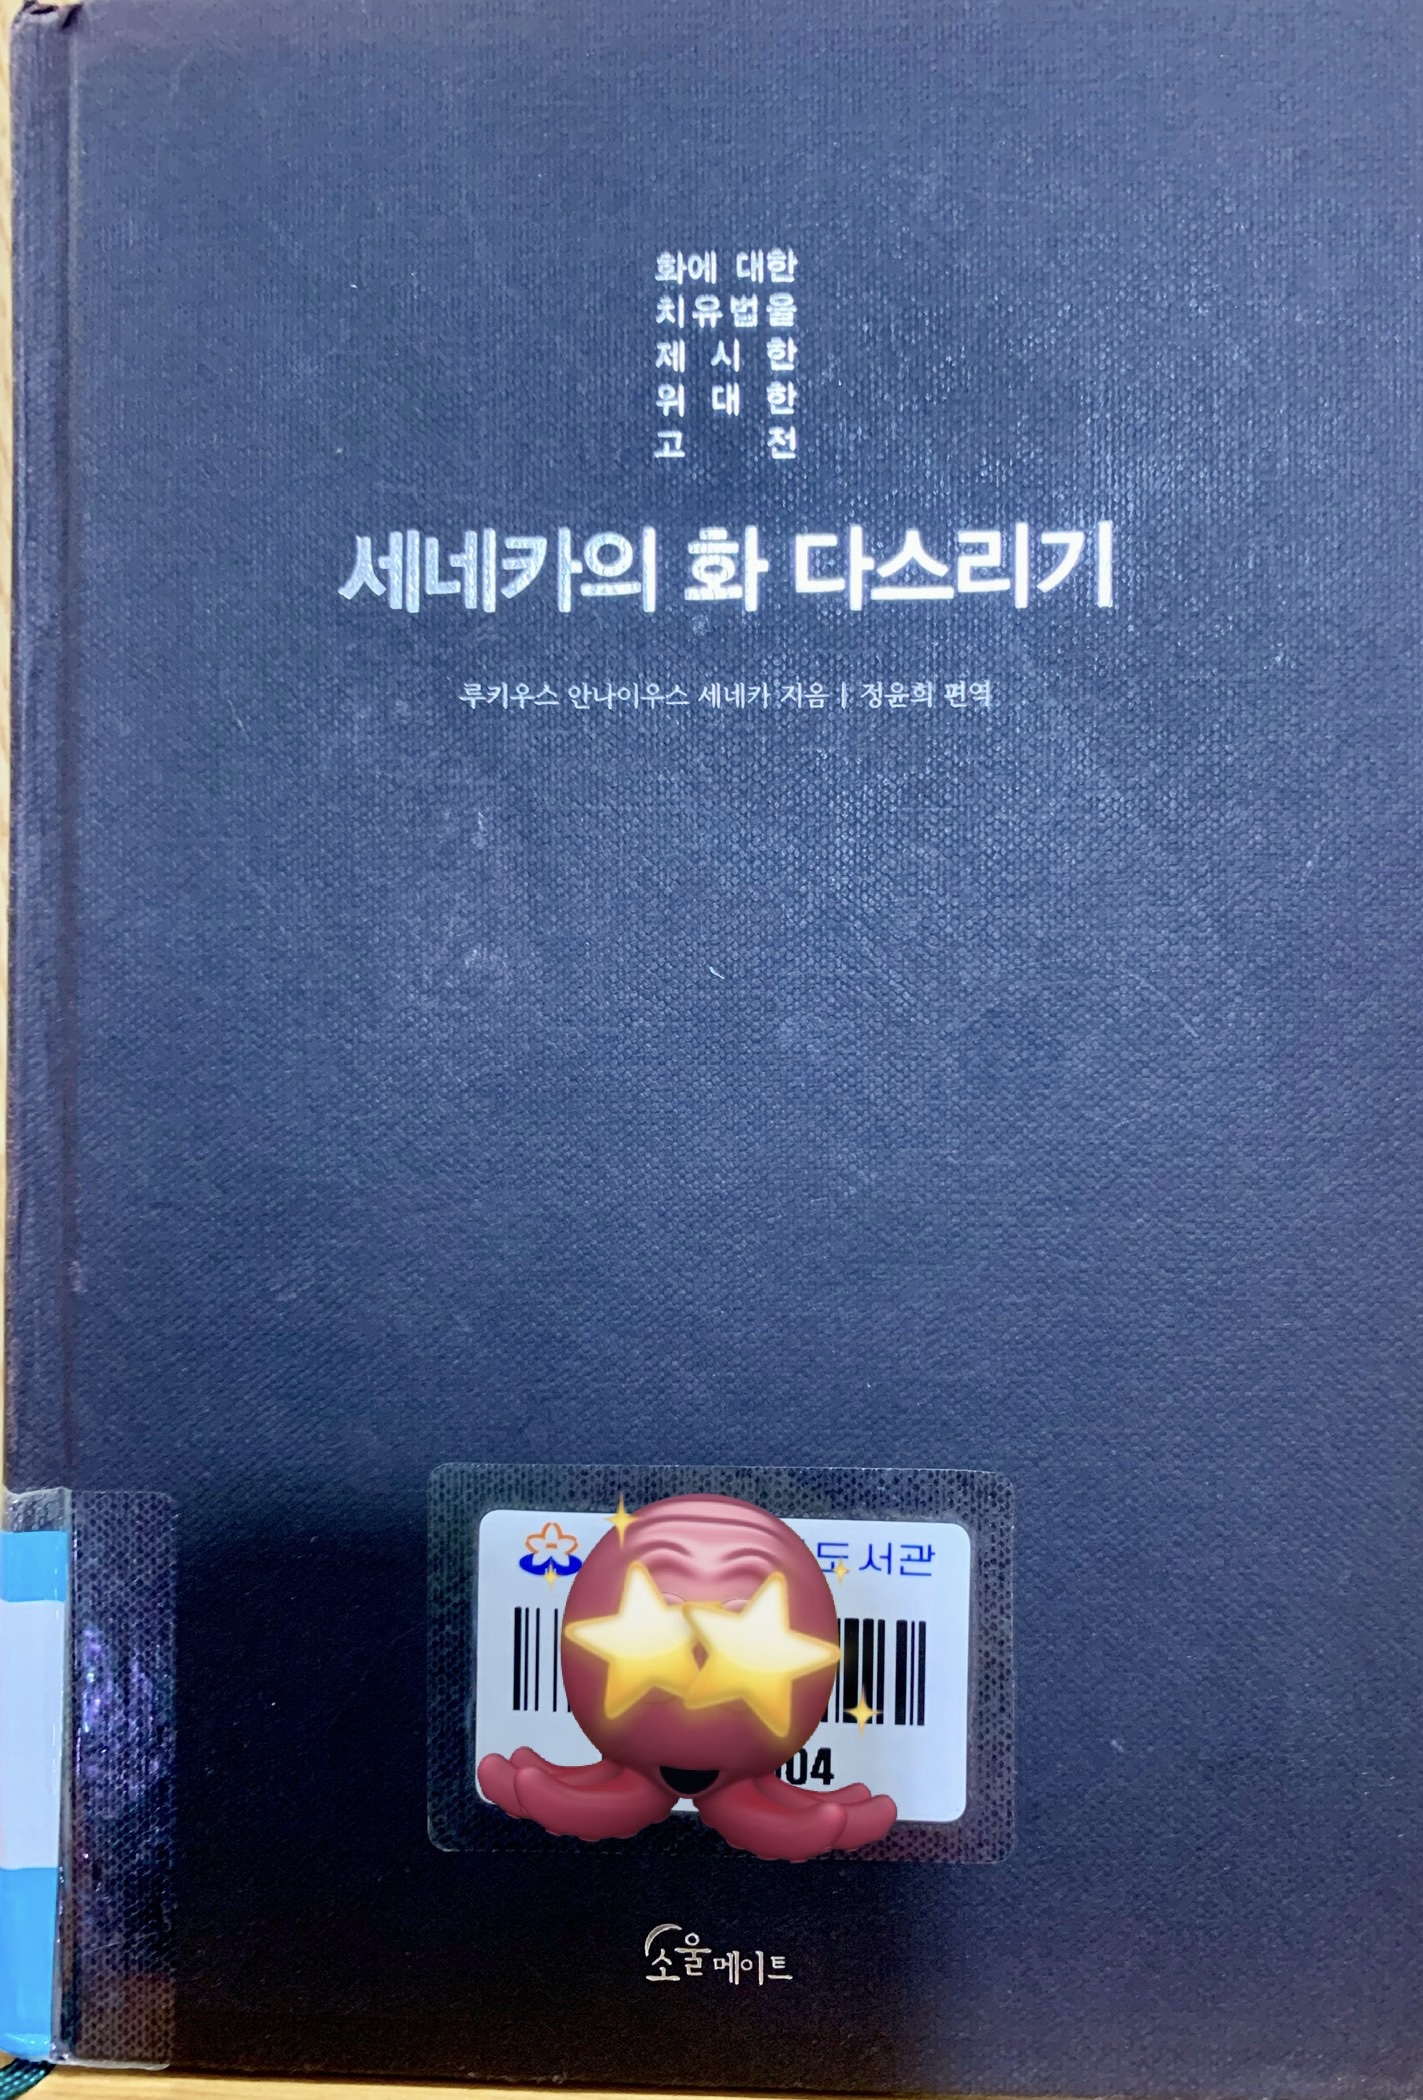 화에 대한
치유법을
제시한
위대한
고전
세네카의 화 다스리기
루키우스 안나이우스 세네카 지음 | 정윤희 편역
도서관
04
소울메이트